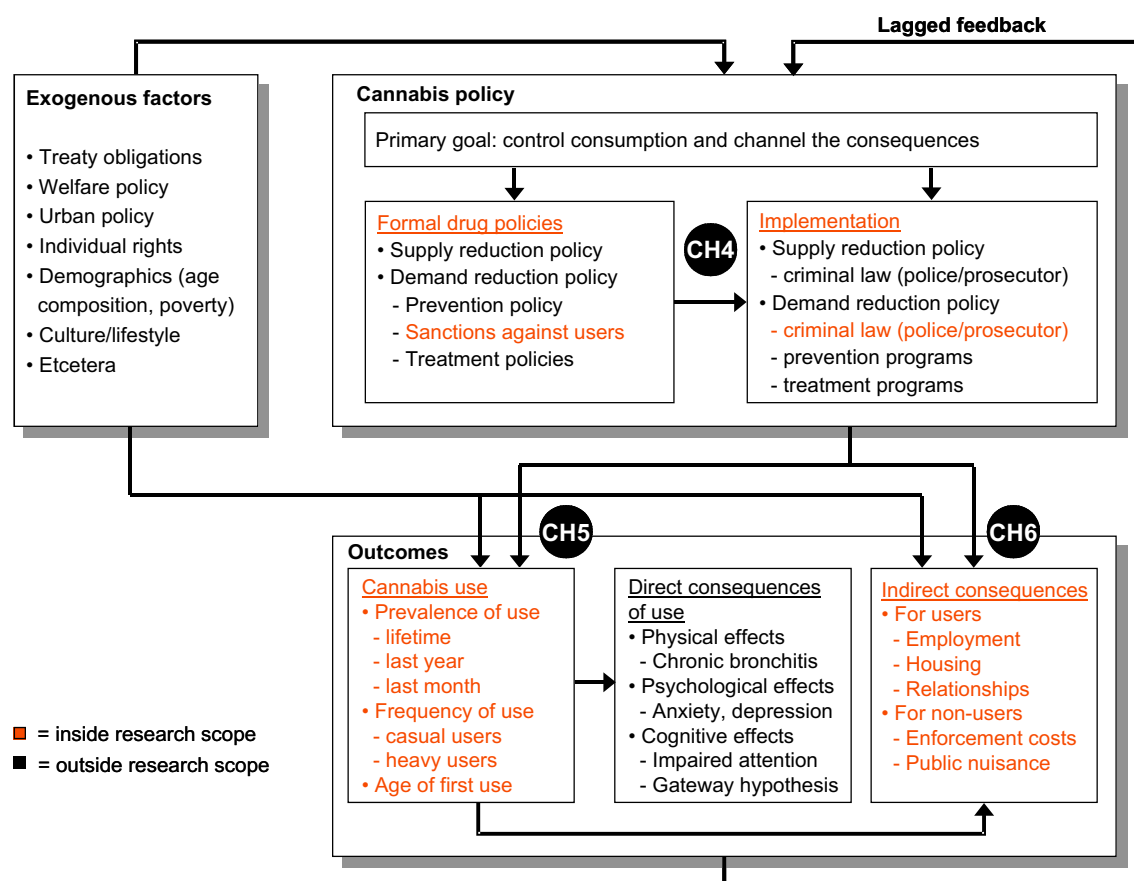 Lagged feedback
Exogenous factors
• Treaty obligations
• Welfare policy
• Urban policy
• Individual rights
• Demographics (age
composition, poverty)
• Culture/lifestyle
• Etcetera
Cannabis policy
Primary goal: control consumption and channel the consequences
Formal drug policies
• Supply reduction policy
• Demand reduction policy
- Prevention policy
- Sanctions against users
- Treatment policies
CH4
Implementation
• Supply reduction policy
- criminal law (police/prosecutor)
• Demand reduction policy
- criminal law (police/prosecutor)
- prevention programs
- treatment programs
CH5
CH6
Outcomes
Cannabis use
• Prevalence of use
- lifetime
- last year
- last month
• Frequency of use
- casual users
- heavy users
• Age of first use
Direct consequences
of use
• Physical effects
- Chronic bronchitis
• Psychological effects
- Anxiety, depression
• Cognitive effects
- Impaired attention
- Gateway hypothesis
Indirect consequences
• For users
- Employment
- Housing
- Relationships
• For non-users
- Enforcement costs
- Public nuisance
= inside research scope
= outside research scope